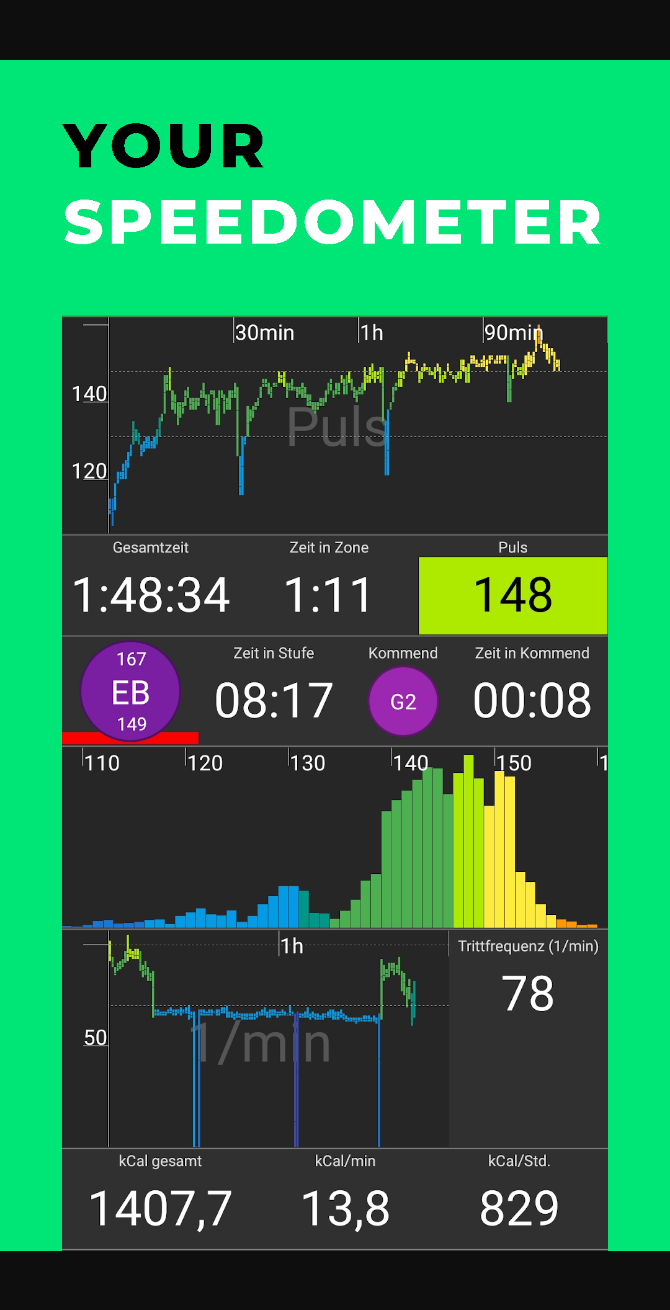 YOUR
SPEEDOMETER
30min 1h 90min
140
Puls
120
Gesamtzeit Zeit in Zone Puls
1:48:34 1:11 148
167
EB
149
Zeit in Stufe Kommend Zeit in Kommend
08:17 G2 00:08
110 120 130 140 150 1
1h
Trittfrequenz (1/min)
78
50
1/min
kCal gesamt kCal/min kCal/Std.
1407,7 13,8 829